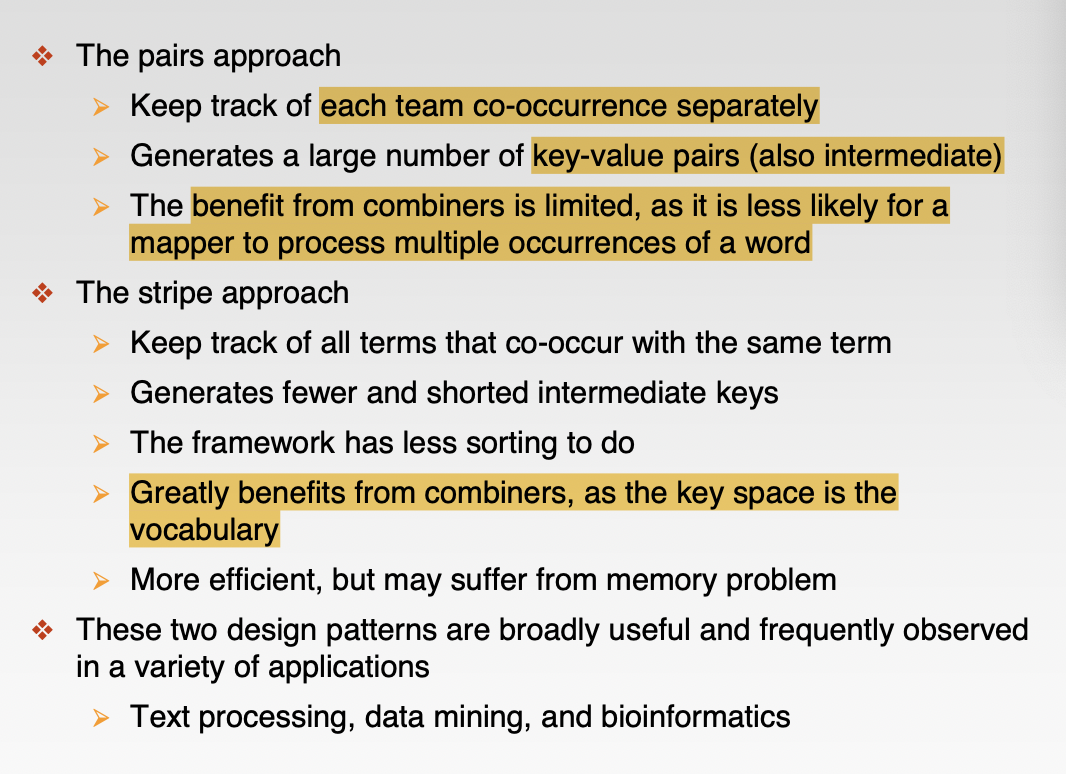 The pairs approach
Keep track of each team co-occurrence separately
Generates a large number of key-value pairs (also intermediate)
The benefit from combiners is limited, as it is less likely for a
mapper to process multiple occurrences of a word
The stripe approach
Keep track of all terms that co-occur with the same term
Generates fewer and shorted intermediate keys
The framework has less sorting to do
Greatly benefits from combiners, as the key space is the
vocabulary
More efficient, but may suffer from memory problem
These two design patterns are broadly useful and frequently observed
in a variety of applications
Text processing, data mining, and bioinformatics